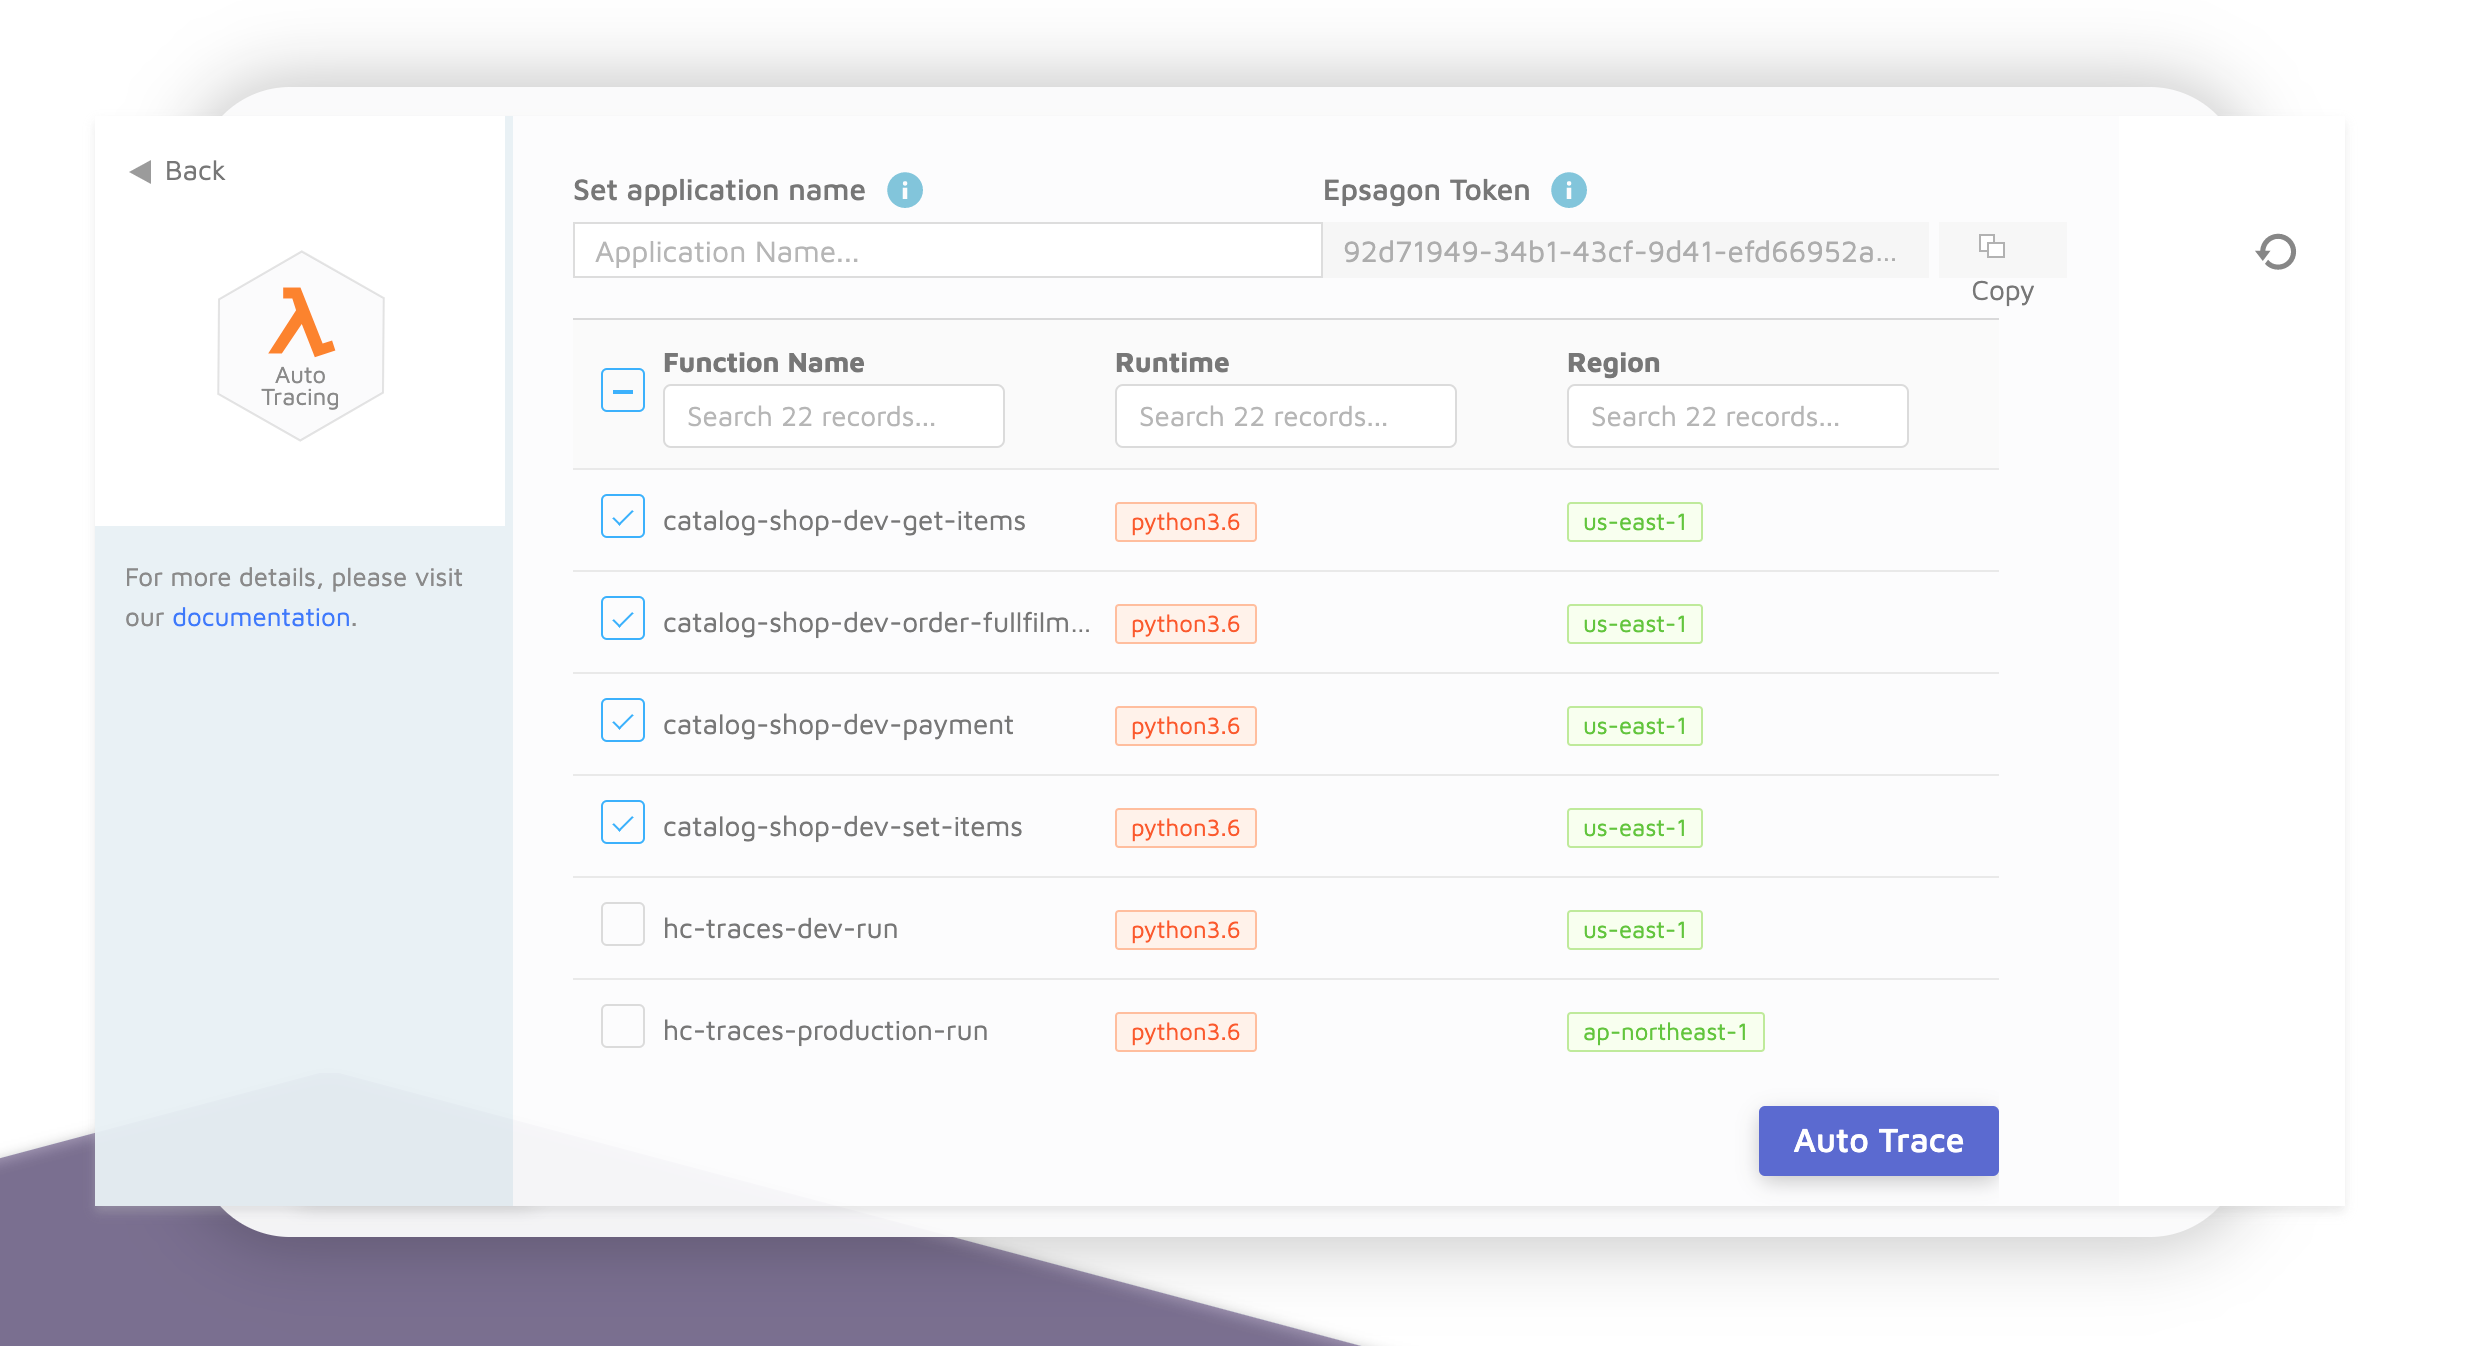 Back
Auto
Tracing
For more details, please visit
our documentation.
Set application name
Epsagon Token
Application Name...
92d71949-34b1-43cf-9d41-efd66952a...
Copy
Function Name Runtime Region
Search 22 records... Search 22 records... Search 22 records...
catalog-shop-dev-get-items python3.6 us-east-1
catalog-shop-dev-order-fullfilm... python3.6 us-east-1
catalog-shop-dev-payment python3.6 us-east-1
catalog-shop-dev-set-items python3.6 us-east-1
hc-traces-dev-run python3.6 us-east-1
hc-traces-production-run python3.6 ap-northeast-1
Auto Trace